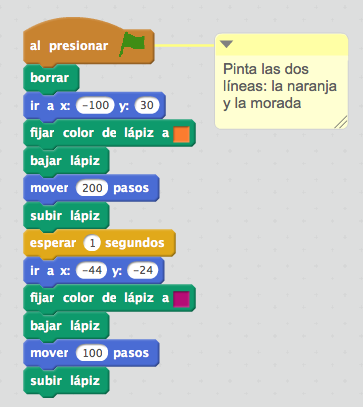 al presionar
borrar
ir a x: -100 y: 30
fijar color de lápiz a
bajar lápiz
mover 200 pasos
subir lápiz
esperar 1 segundos
ir a x: -44 y: -24
fijar color de lápiz a
bajar lápiz
mover 100 pasos
subir lápiz
Pinta las dos
líneas: la naranja
y la morada